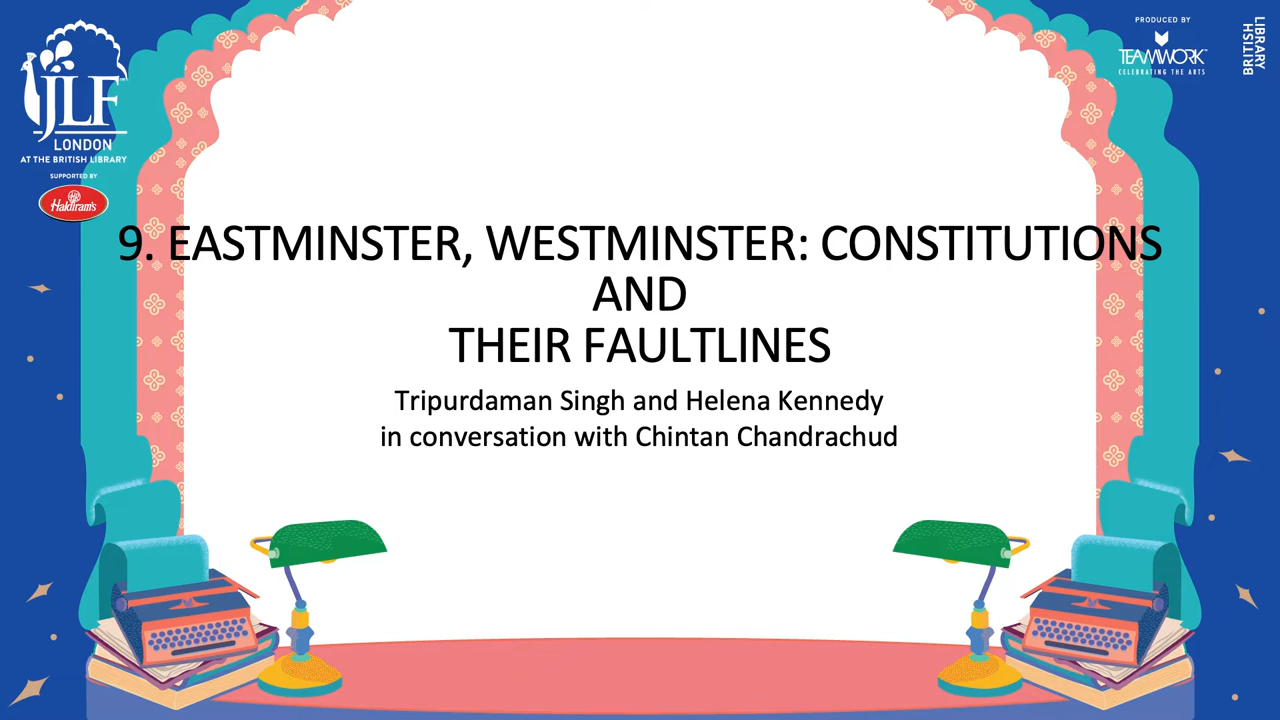 JLF
LONDON
AT THE BRITISH LIBRARY
SUPPORTED BY
Haldiram's
PRODUCED BY
TEAMWORK™
CELEBRATING THE ARTS
BRITISH
LIBRARY
9. EASTMINSTER, WESTMINSTER: CONSTITUTIONS
AND
THEIR FAULTLINES
Tripurdaman Singh and Helena Kennedy
in conversation with Chintan Chandrachud